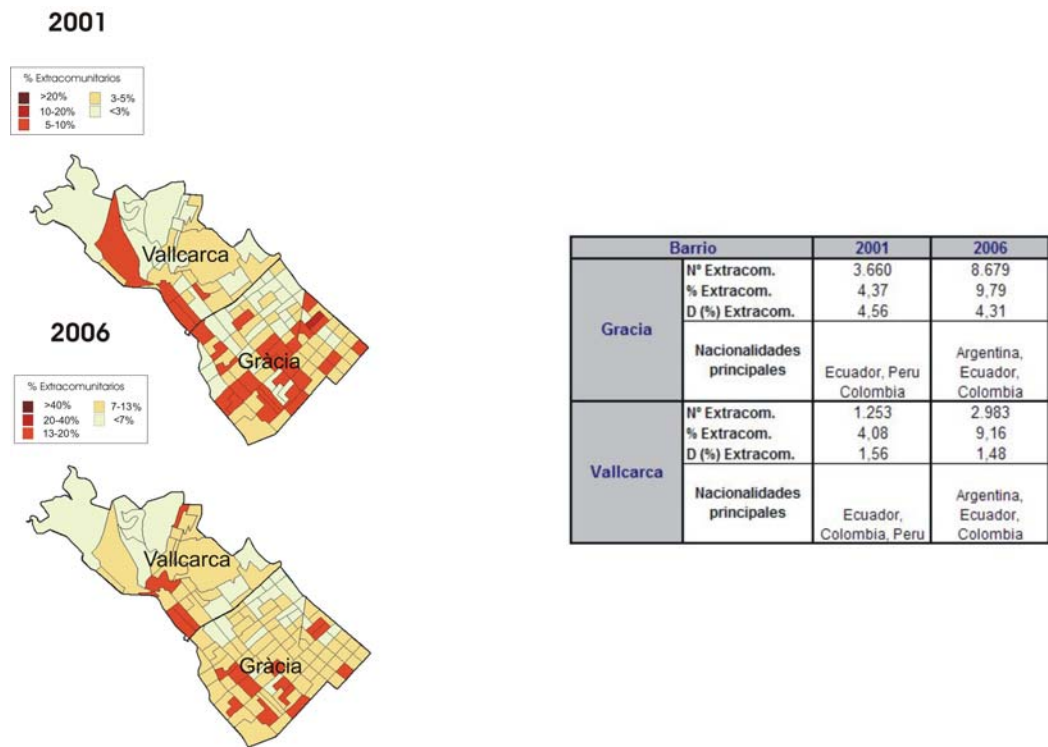 2001
% Extracomunitarios
>20%
10-20%
5-10%
3-5%
<3%
Vallcarca
Gràcia
2006
% Extracomunitarios
>40%
20-40%
13-20%
7-13%
<7%
Vallcarca
Gràcia
Barrio 2001 2006
Gracia
Nº Extracom. 3.660 8.679
% Extracom. 4,37 9,79
D (%) Extracom. 4,56 4,31
Nacionalidades
principales
Ecuador, Peru
Colombia
Argentina,
Ecuador,
Colombia
Vallcarca
Nº Extracom. 1.253 2.983
% Extracom. 4,08 9,16
D (%) Extracom. 1,56 1,48
Nacionalidades
principales
Ecuador,
Colombia, Peru
Argentina,
Ecuador,
Colombia